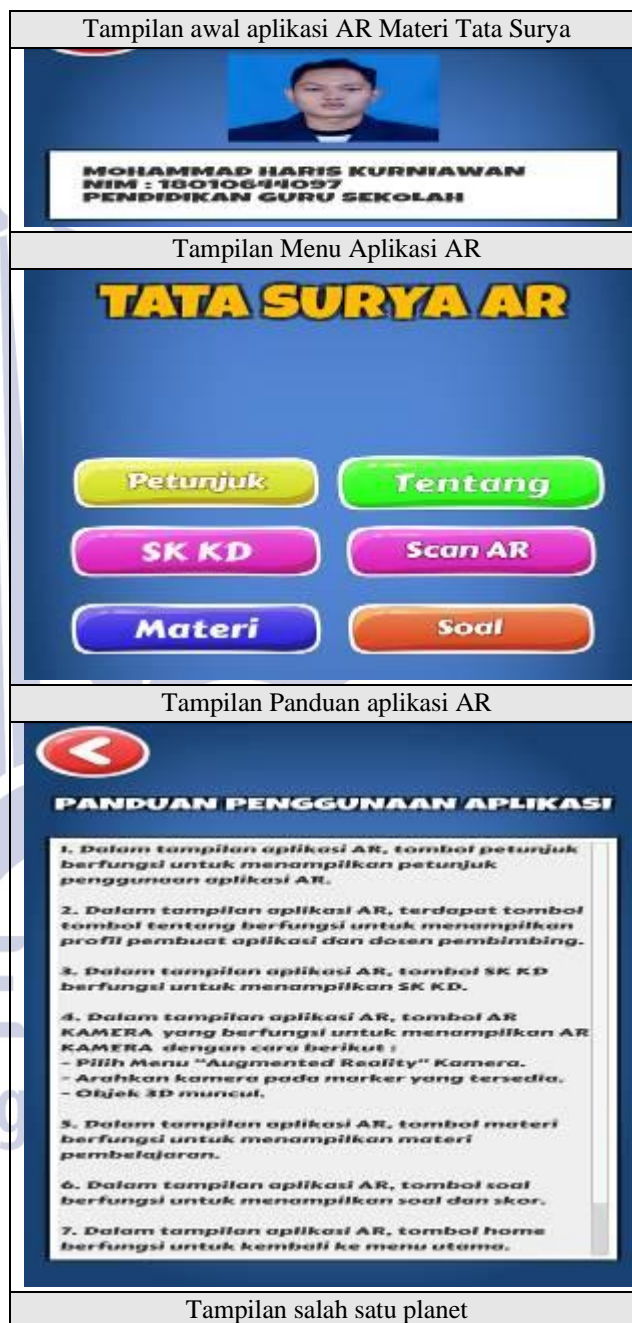 Tampilan awal aplikasi AR Materi Tata Surya
MOHAMMAD HARIS KURNIAWAN
NIM : 18010644097
PENDIDIKAN GURU SEKOLAH
Tampilan Menu Aplikasi AR
TATA SURYA AR
Petunjuk
Tentang
SK KD
Scan AR
Materi
Soal
Tampilan Panduan aplikasi AR
PANDUAN PENGGUNAAN APLIKASI
1. Dalam tampilan aplikasi AR, tombol petunjuk
berfungsi untuk menampilkan petunjuk
penggunaan aplikasi AR.
2. Dalam tampilan aplikasi AR, terdapat tombol
tombol tentang berfungsi untuk menampilkan
profil pembuat aplikasi dan dosen pembimbing.
3. Dalam tampilan aplikasi AR, tombol SK KD
berfungsi untuk menampilkan SK KD.
4. Dalam tampilan aplikasi AR, tombol AR
KAMERA yang berfungsi untuk menampilkan AR
KAMERA dengan cara berikut :
- Pilih Menu "Augmented Reality" Kamera.
- Arahkan kamera pada marker yang tersedia.
- Objek 3D muncul.
5. Dalam tampilan aplikasi AR, tombol materi
berfungsi untuk menampilkan materi
pembelajaran.
6. Dalam tampilan aplikasi AR, tombol soal
berfungsi untuk menampilkan soal dan skor.
7. Dalam tampilan aplikasi AR, tombol home
berfungsi untuk kembali ke menu utama.
Tampilan salah satu planet